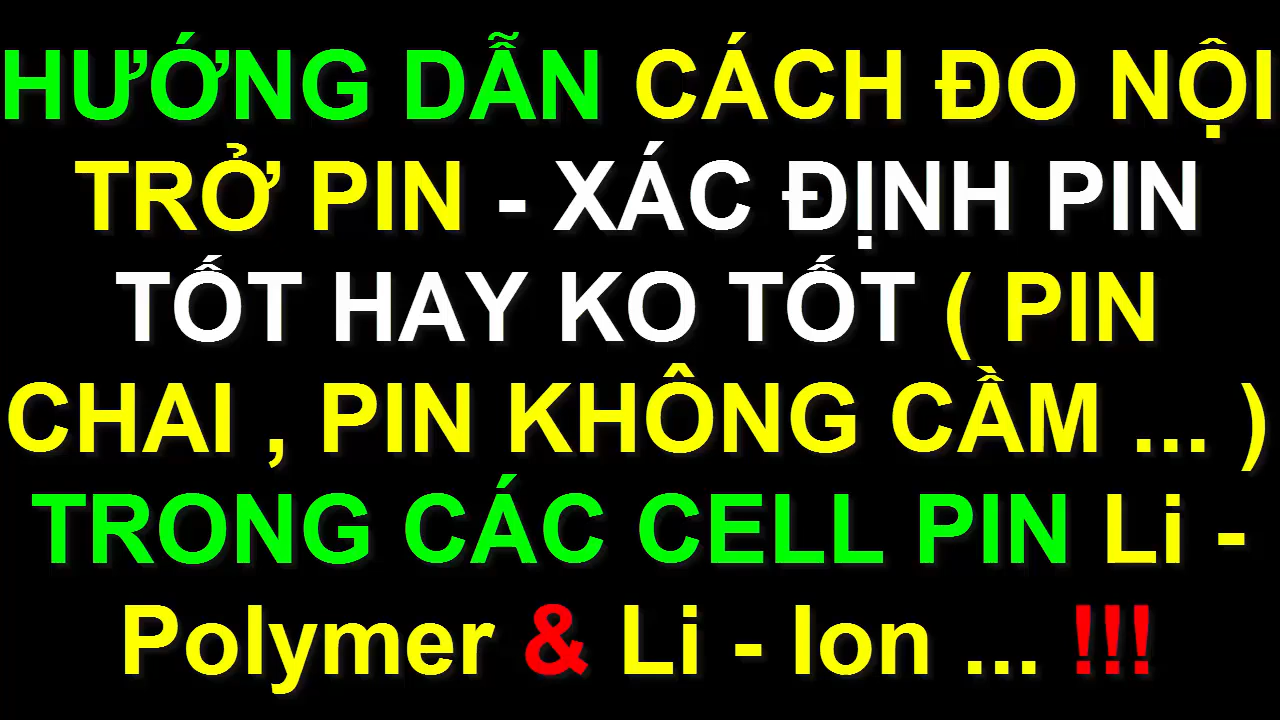 HƯỚNG DẪN CÁCH ĐO NỘI
TRỞ PIN - XÁC ĐỊNH PIN
TỐT HAY KO TỐT ( PIN
CHAI , PIN KHÔNG CẦM ... )
TRONG CÁC CELL PIN Li -
Polymer & Li - Ion ... !!!